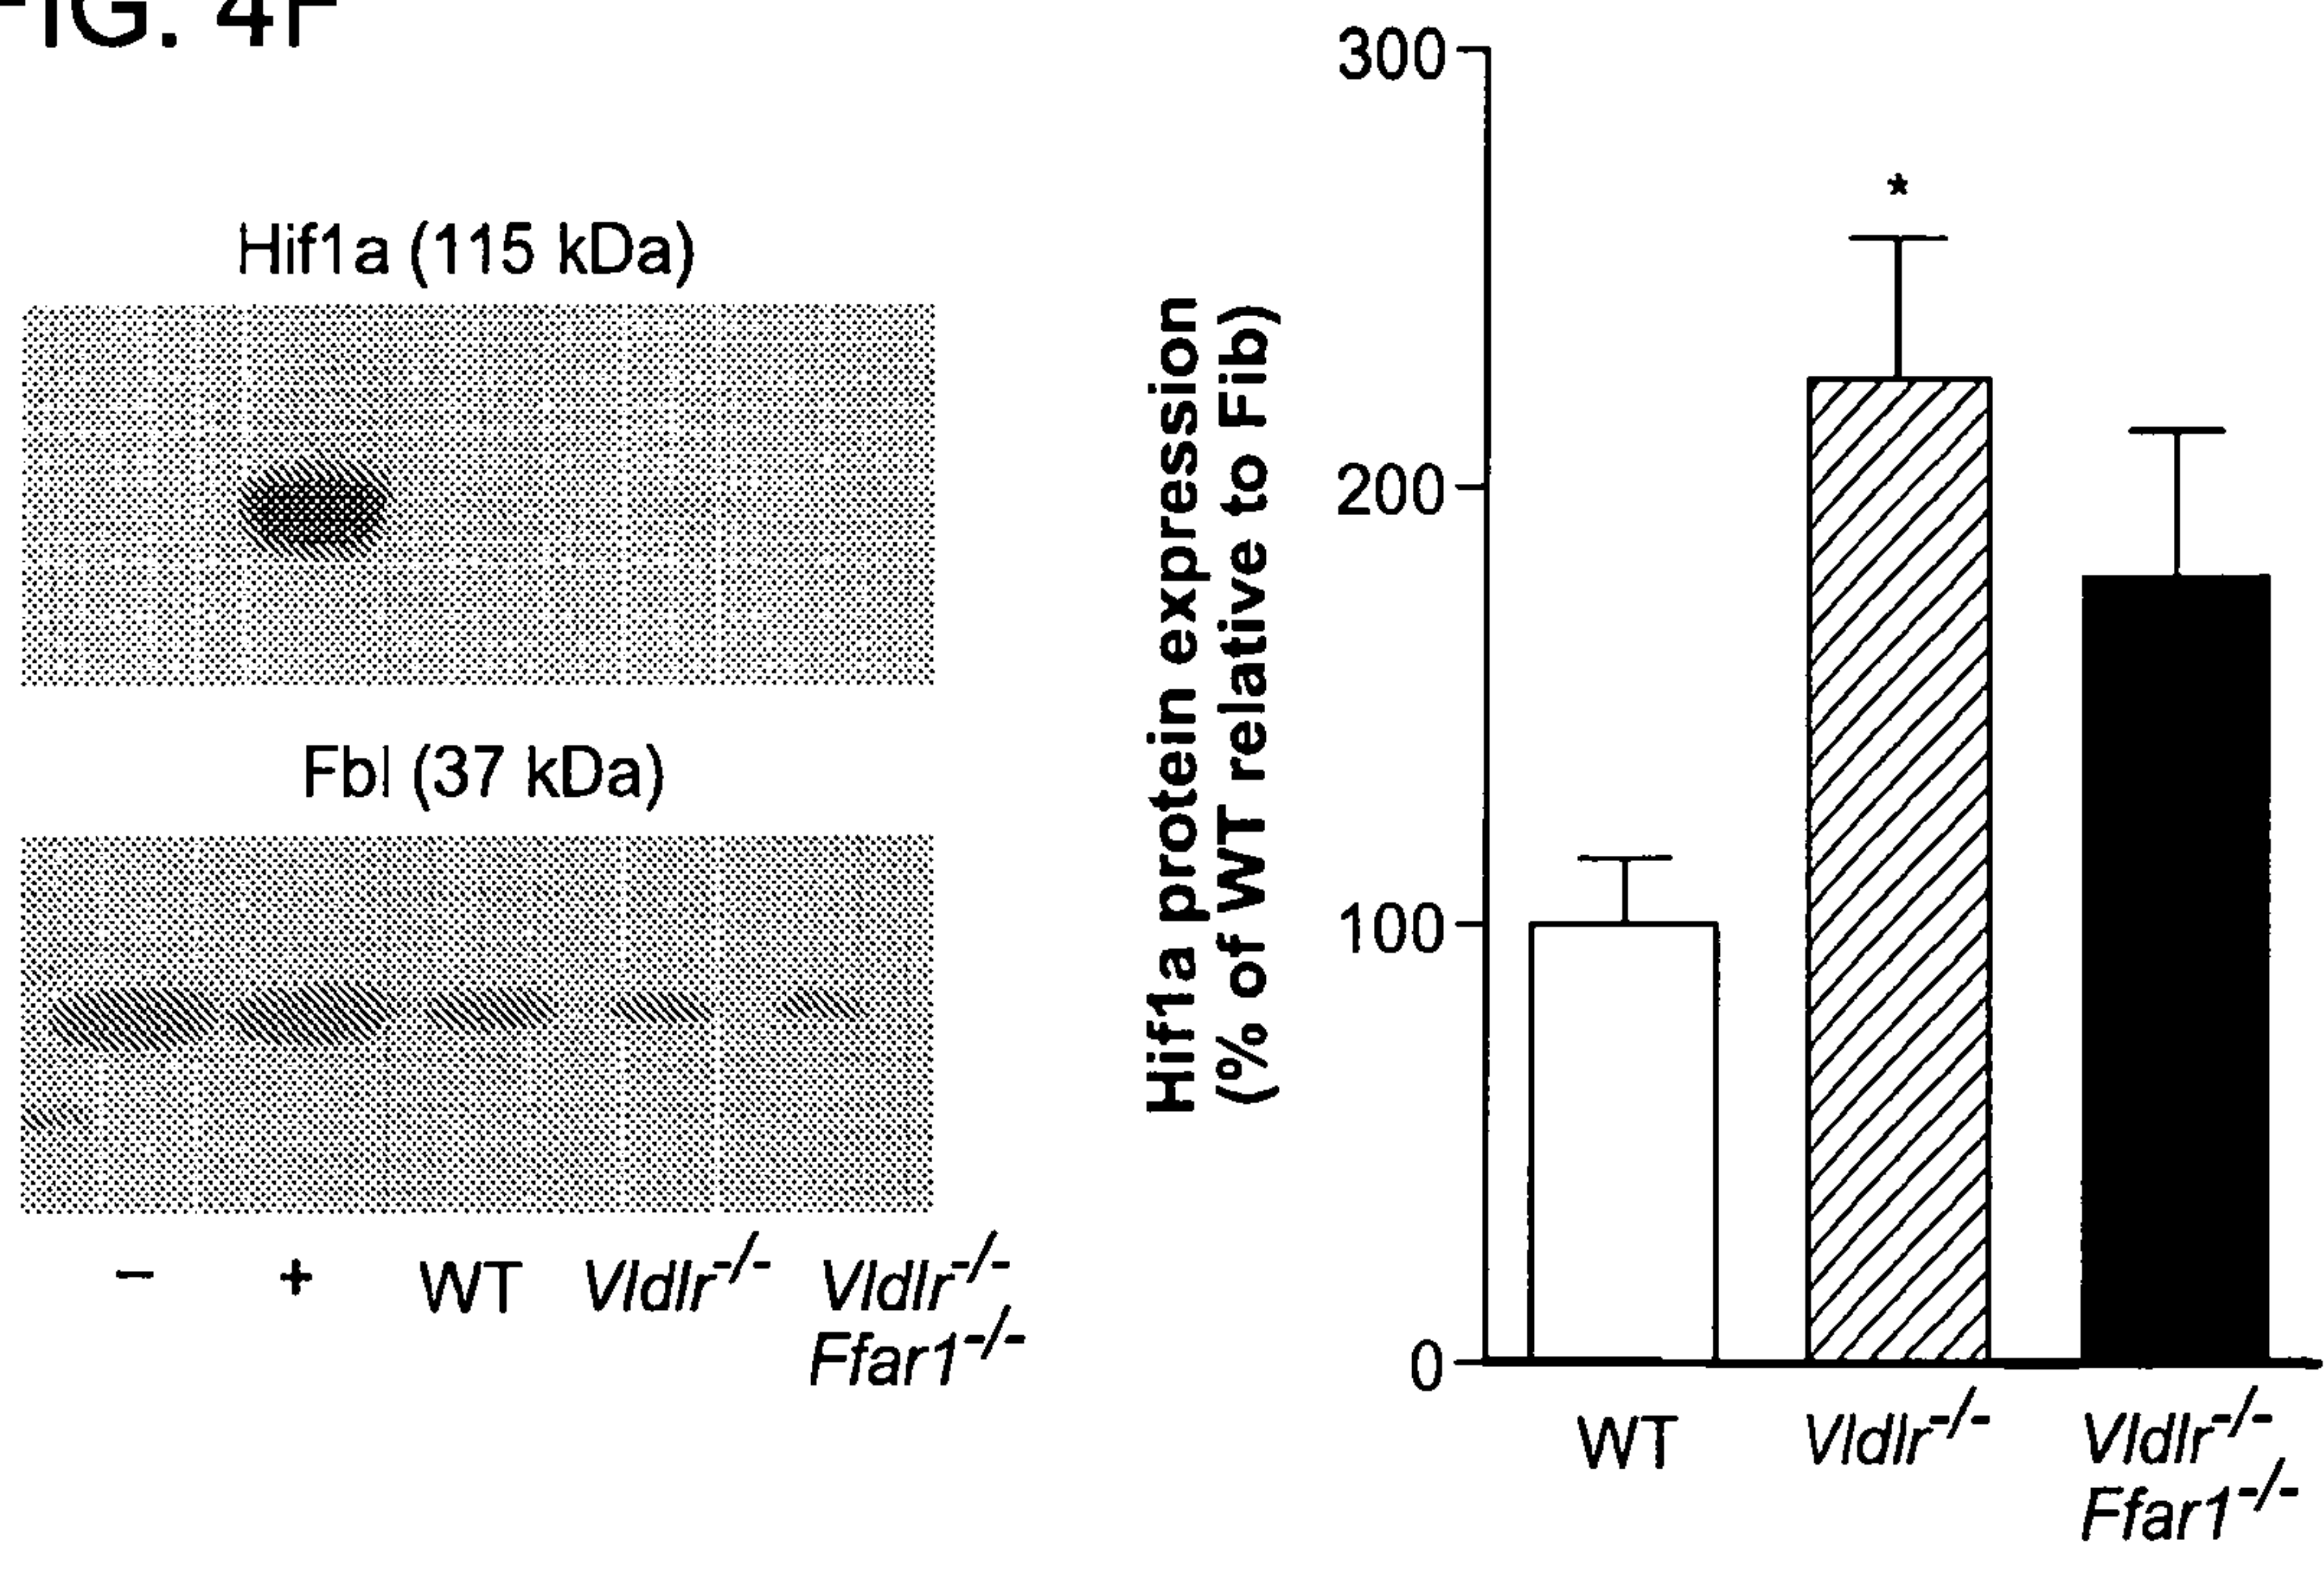 FIG. 4F
Hif1a (115 kDa)
Fbl (37 kDa)
– + WT Vldlr-/- Vldlr-/-,
Ffar1-/-
Hif1a protein expression
(% of WT relative to Fib)
300
*
200
100
0
WT Vldlr-/- Vldlr-/-,
Ffar1-/-